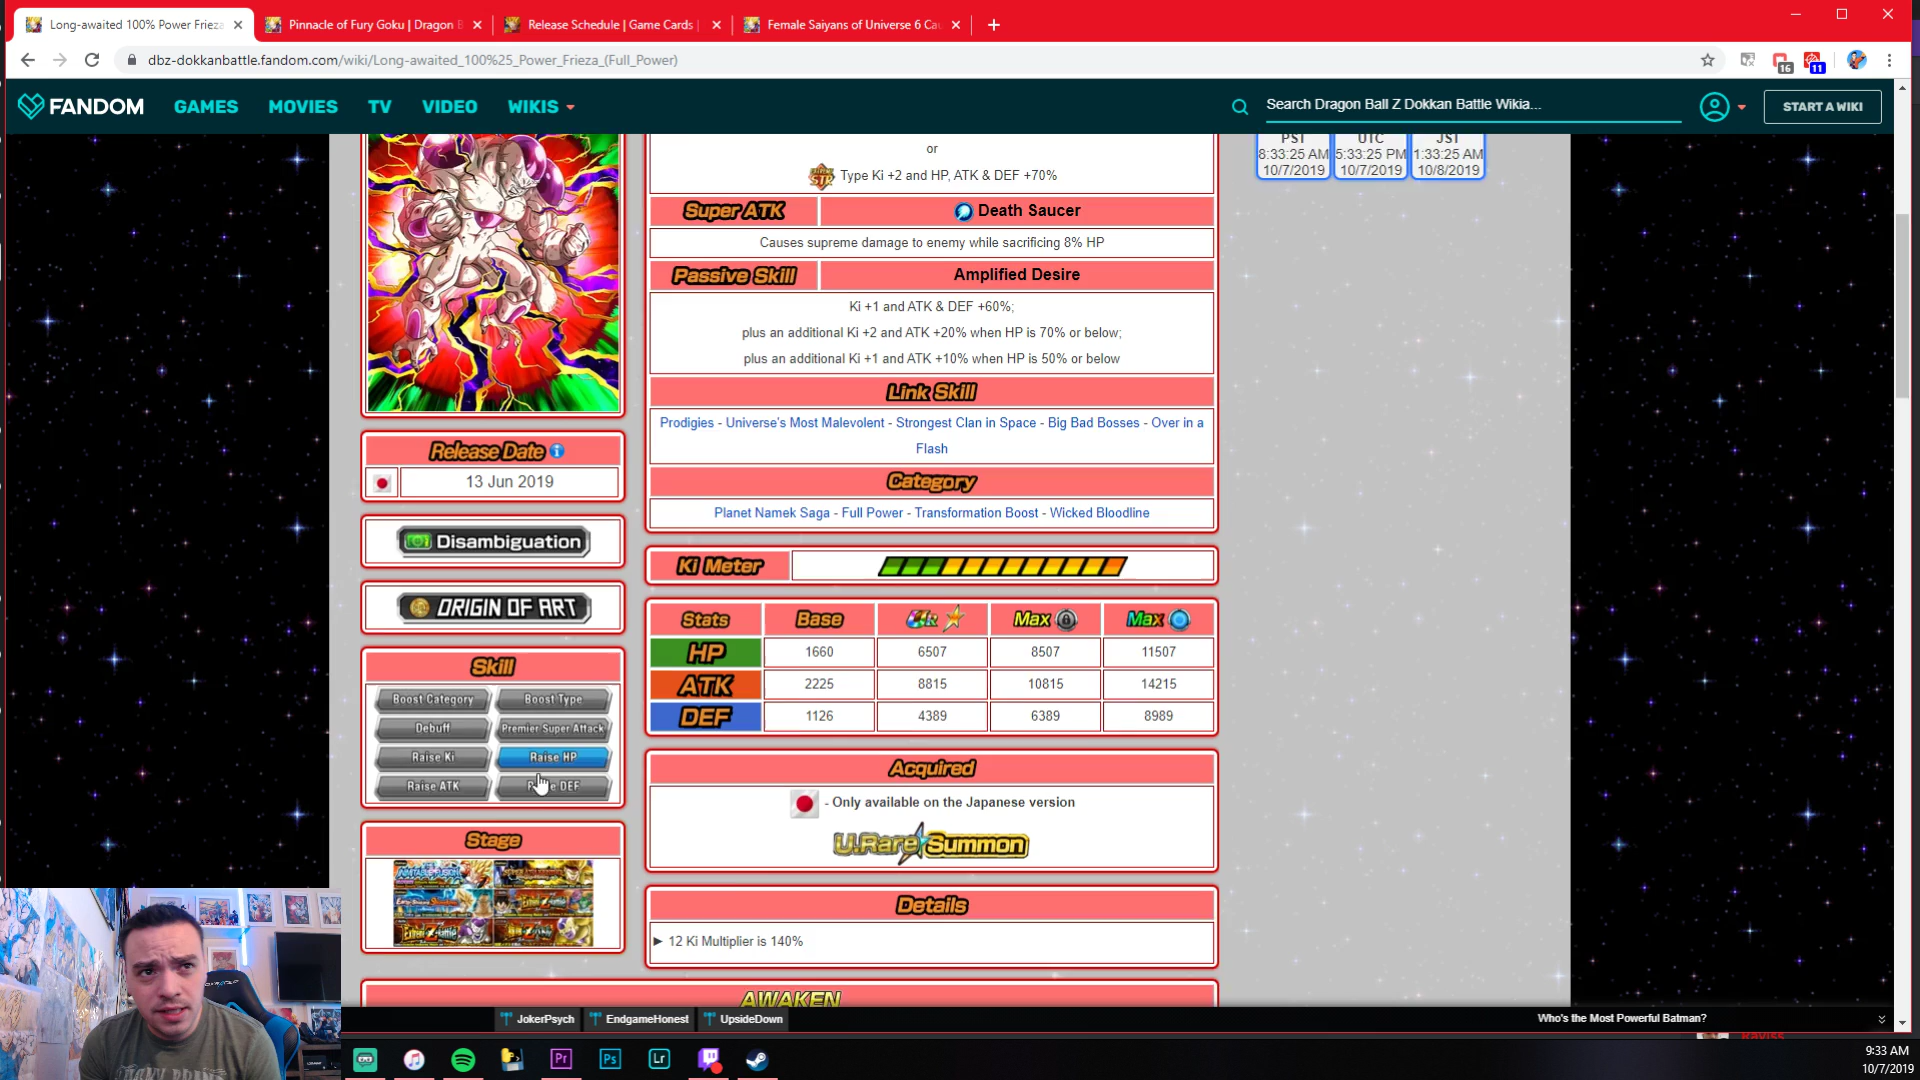 Long-awaited 100% Power Frieza
Pinnacle of Fury Goku | Dragon B
Release Schedule | Game Cards |
Female Saiyans of Universe 6 Ca
dbz-dokkanbattle.fandom.com/wiki/Long-awaited_100%25_Power_Frieza_(Full_Power)
16
11
FANDOM
GAMES
MOVIES
TV
VIDEO
WIKIS
Search Dragon Ball Z Dokkan Battle Wikia...
START A WIKI
PST
8:33:25 AM
10/7/2019
UTC
5:33:25 PM
10/7/2019
JST
1:33:25 AM
10/8/2019
or
STR Type Ki +2 and HP, ATK & DEF +70%
Super ATK
Death Saucer
Causes supreme damage to enemy while sacrificing 8% HP
Passive Skill
Amplified Desire
Ki +1 and ATK & DEF +60%;
plus an additional Ki +2 and ATK +20% when HP is 70% or below;
plus an additional Ki +1 and ATK +10% when HP is 50% or below
Link Skill
Prodigies - Universe's Most Malevolent - Strongest Clan in Space - Big Bad Bosses - Over in a
Flash
Category
Planet Namek Saga - Full Power - Transformation Boost - Wicked Bloodline
Ki Meter
Stats Base UR Max Max
HP 1660 6507 8507 11507
ATK 2225 8815 10815 14215
DEF 1126 4389 6389 8989
Acquired
- Only available on the Japanese version
U.Rare Summon
Details
► 12 Ki Multiplier is 140%
AWAKEN
Release Date
13 Jun 2019
Disambiguation
ORIGIN OF ART
Skill
Boost Category
Boost Type
Debuff
Premier Super Attack
Raise Ki
Raise HP
Raise ATK
DEF
Stage
JokerPsych
EndgameHonest
UpsideDown
Who's the Most Powerful Batman?
Pr
Ps
Lr
9:33 AM
10/7/2019